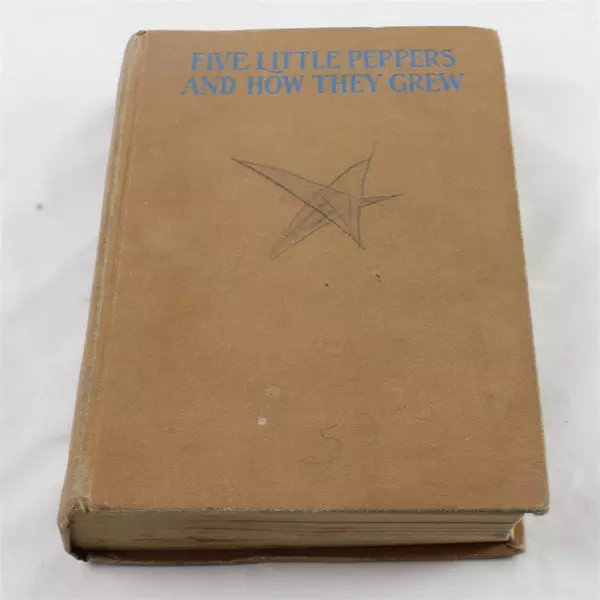 FIVE LITTLE PEPPERS
AND HOW THEY GREW